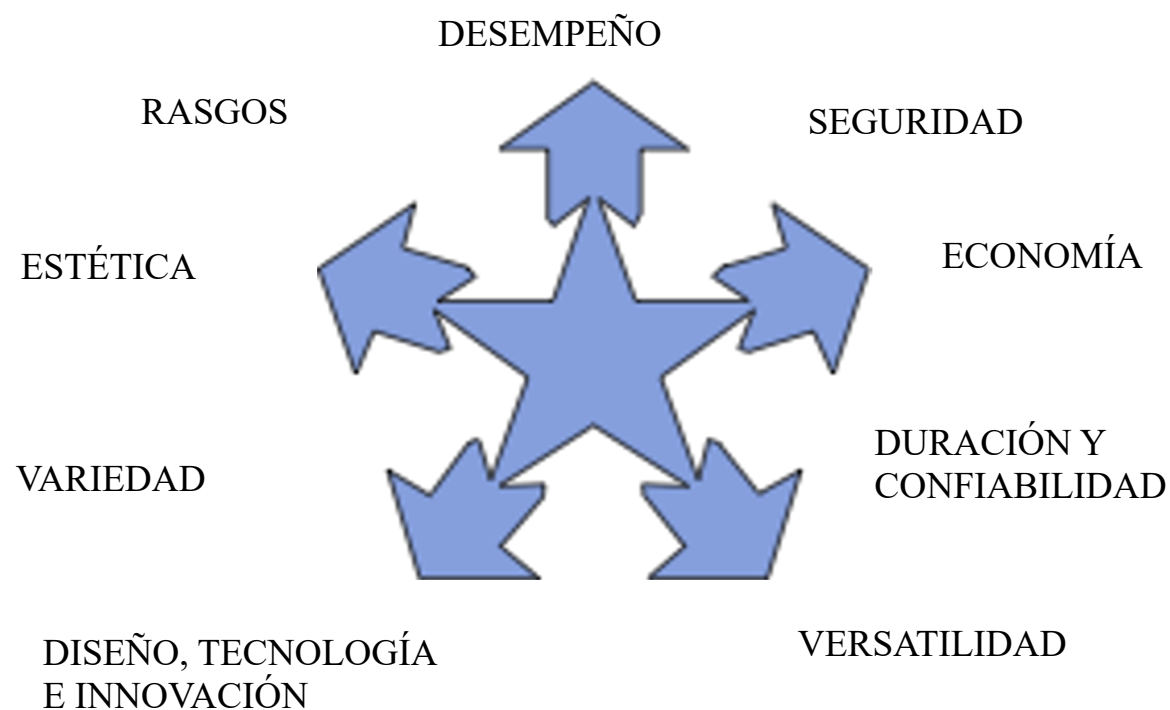 DESEMPEÑO
RASGOS
SEGURIDAD
ESTÉTICA
ECONOMÍA
VARIEDAD
DURACIÓN Y
CONFIABILIDAD
DISEÑO, TECNOLOGÍA
E INNOVACIÓN
VERSATILIDAD